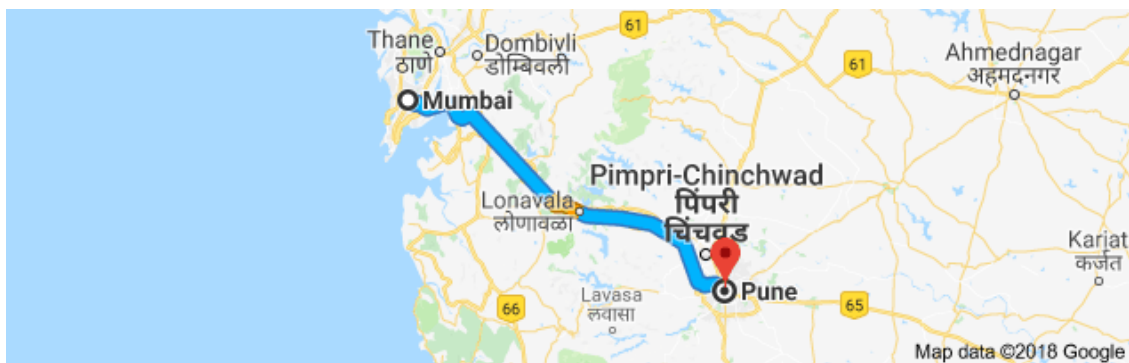 61
Thane
ठाणे
Dombivli
डोम्बिवली
61
Ahmednagar
अहमदनगर
Mumbai
Pimpri-Chinchwad
पिंपरी
चिंचवड
Lonavala
लोणावळा
Karjat
कर्जत
Lavasa
लवासा
Pune
66
65
Map data ©2018 Google